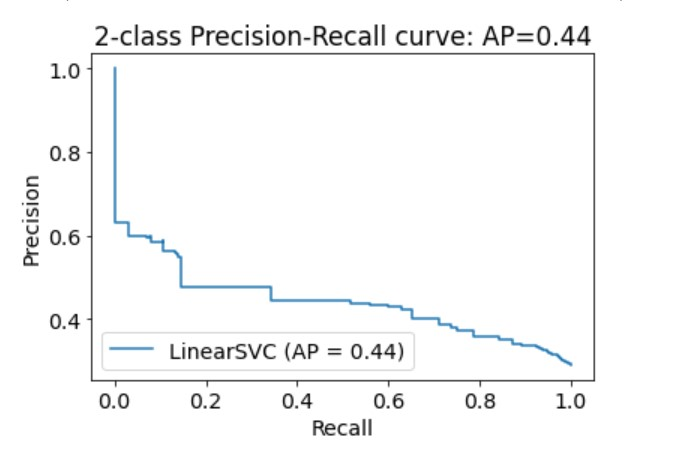 2-class Precision-Recall curve: AP=0.44
1.0
0.8
0.6
0.4
Precision
LinearSVC (AP = 0.44)
0.0 0.2 0.4 0.6 0.8 1.0
Recall